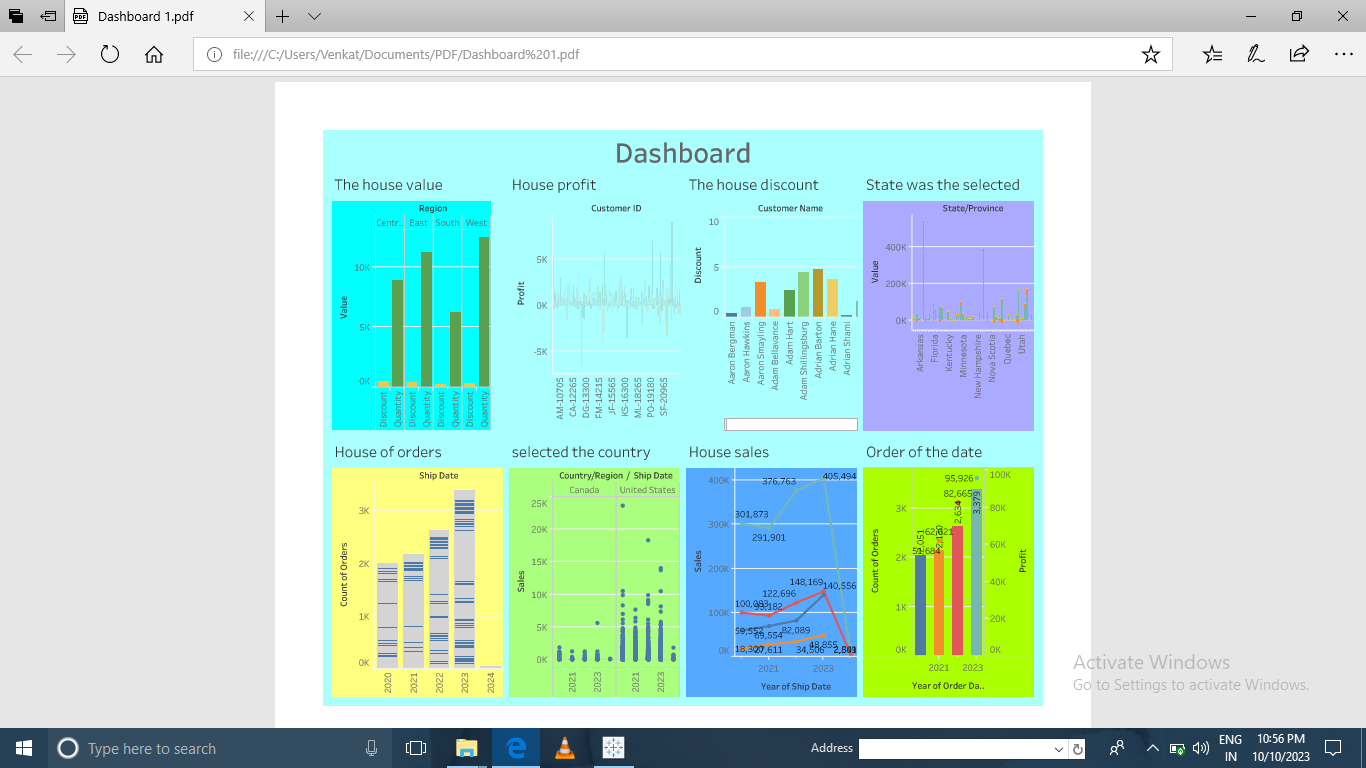 Dashboard 1.pdf
file:///C:/Users/Venkat/Documents/PDF/Dashboard%201.pdf
Dashboard
The house value
House profit
The house discount
State was the selected
Region
Centr.. East South West
10K
5K
0K
Value
Discount
Quantity
Discount
Quantity
Discount
Quantity
Discount
Quantity
Customer ID
5K
0K
-5K
Profit
AM-10705
CA-12265
DG-13300
FM-14215
JF-15565
KS-16300
ML-18265
PO-19180
SF-20965
Customer Name
10
5
0
Discount
Aaron Bergman
Aaron Hawkins
Aaron Smayling
Adam Bellavance
Adam Hart
Adam Shillingsburg
Adrian Barton
Adrian Hane
Adrian Shami
State/Province
400K
200K
0K
Value
Arkansas
Florida
Kentucky
Minnesota
New Hampshire
Nova Scotia
Quebec
Utah
House of orders
selected the country
House sales
Order of the date
Ship Date
3K
2K
1K
0K
Count of Orders
2020
2021
2022
2023
2024
Country/Region / Ship Date
Canada United States
25K
20K
15K
10K
5K
0K
Sales
2021
2023
2021
2023
400K
300K
200K
100K
0K
Sales
376,763
405,494
301,873
291,901
148,169
140,556
122,696
100,093
93,182
59,552
69,554
82,089
18,307
27,611
34,506
48,855
2021 2023
Year of Ship Date
95,926
82,665
62,021
51,684
2,051
2,634
3,379
3K
2K
1K
0K
Count of Orders
100K
80K
60K
40K
20K
0K
Profit
2021 2023
Year of Order Da..
Activate Windows
Go to Settings to activate Windows.
Type here to search
Address
ENG
IN
10:56 PM
10/10/2023